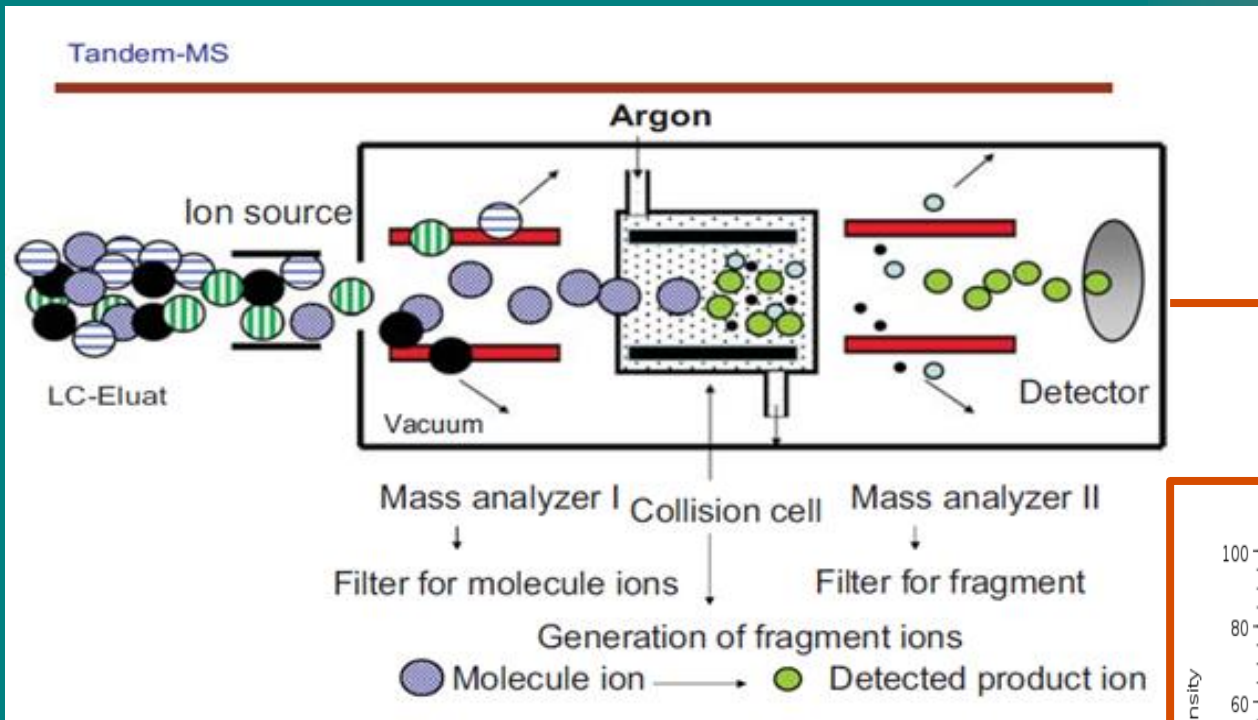 Tandem-MS
Argon
Ion source
LC-Eluat
Vacuum
Detector
Mass analyzer I
Collision cell
Mass analyzer II
Filter for molecule ions
Filter for fragment
Generation of fragment ions
Molecule ion
Detected product ion
100
80
60
nsity